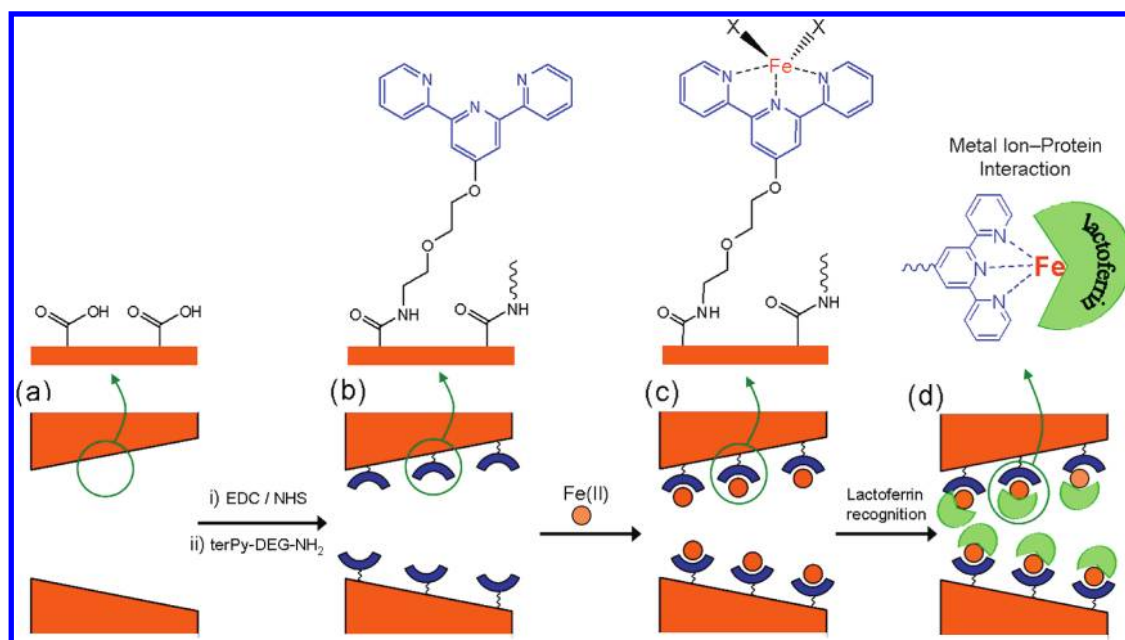 X X
Fe
N N N
N N N
O
O
O NH
O NH
O
O
O NH
O NH
O OH O OH
Metal Ion–Protein
Interaction
N N N
Fe
lactoferrin
(a)
(b)
(c)
(d)
i) EDC / NHS
ii) terPy-DEG-NH₂
Fe(II)
Lactoferrin
recognition